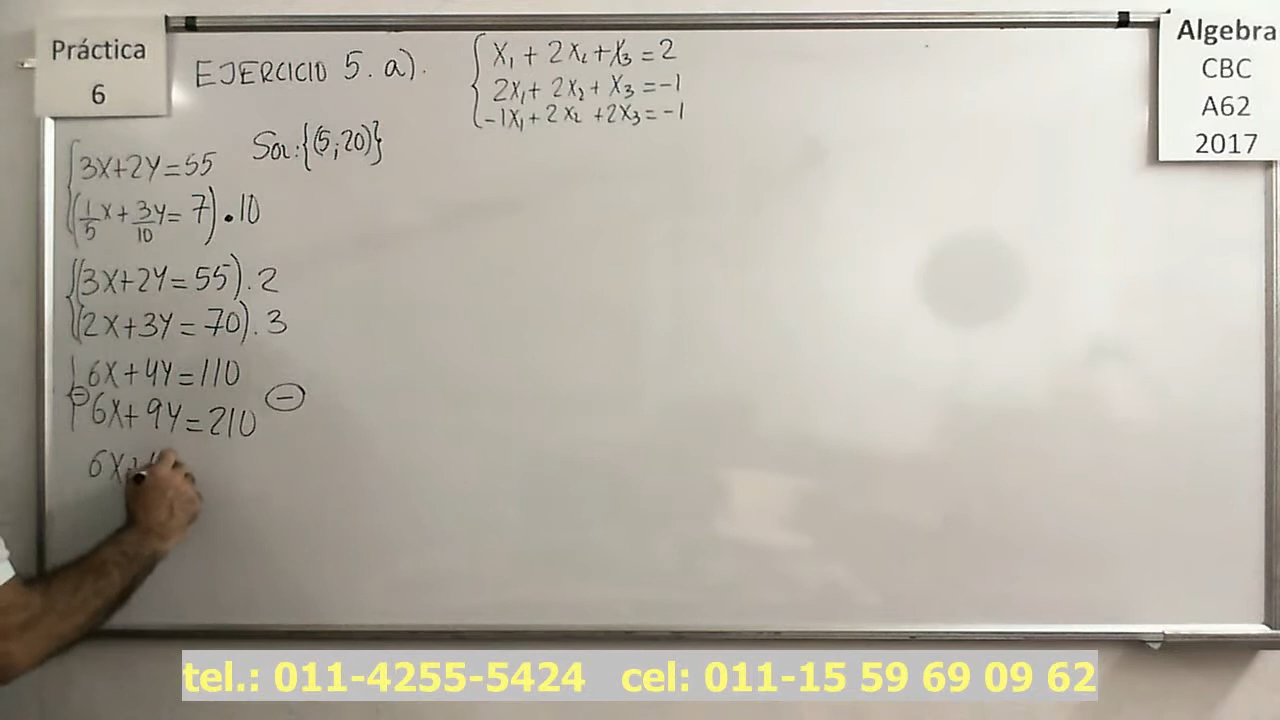 Práctica
6
EJERCICIO 5. a).
X₁ + 2X₂ + X₃ = 2
2X₁ + 2X₂ + X₃ = -1
-1X₁ + 2X₂ + 2X₃ = -1
Algebra
CBC
A62
2017
3X+2Y=55
Sol:{(5;20)}
(1/5 X + 3/10 Y = 7) • 10
(3X+2Y=55).2
(2X+3Y=70).3
6X+4Y=110
6X+9Y=210
⊖
⊖
6X
tel.: 011-4255-5424 cel: 011-15 59 69 09 62